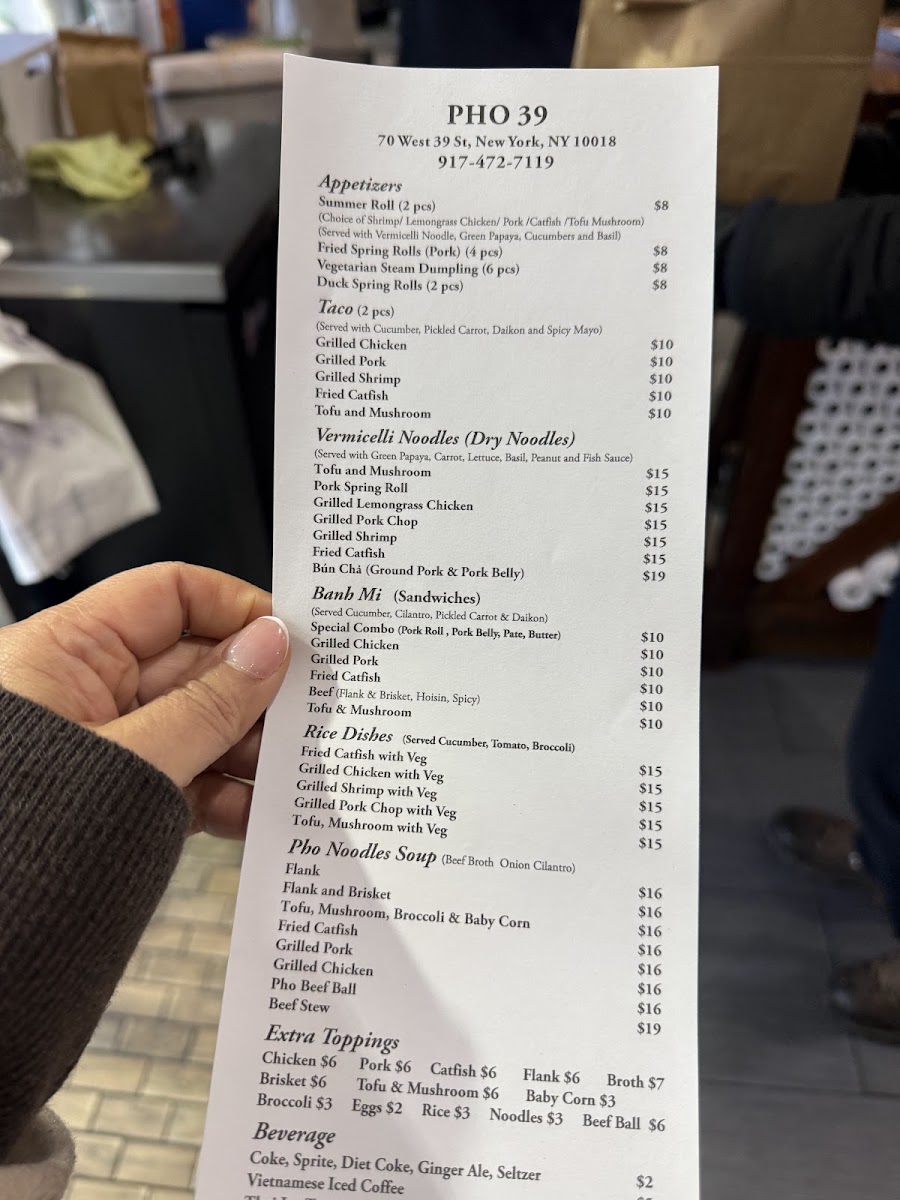 PHO 39
70 West 39 St, New York, NY 10018
917-472-7119
Appetizers
Summer Roll (2 pcs) $8
(Choice of Shrimp/ Lemongrass Chicken/ Pork /Catfish /Tofu Mushroom)
(Served with Vermicelli Noodle, Green Papaya, Cucumbers and Basil)
Fried Spring Rolls (Pork) (4 pcs) $8
Vegetarian Steam Dumpling (6 pcs) $8
Duck Spring Rolls (2 pcs) $8
Taco (2 pcs)
(Served with Cucumber, Pickled Carrot, Daikon and Spicy Mayo)
Grilled Chicken $10
Grilled Pork $10
Grilled Shrimp $10
Fried Catfish $10
Tofu and Mushroom $10
Vermicelli Noodles (Dry Noodles)
(Served with Green Papaya, Carrot, Lettuce, Basil, Peanut and Fish Sauce)
Tofu and Mushroom $15
Pork Spring Roll $15
Grilled Lemongrass Chicken $15
Grilled Pork Chop $15
Grilled Shrimp $15
Fried Catfish $15
Bún Chả (Ground Pork & Pork Belly) $19
Banh Mi (Sandwiches)
(Served Cucumber, Cilantro, Pickled Carrot & Daikon)
Special Combo (Pork Roll , Pork Belly, Pate, Butter) $10
Grilled Chicken $10
Grilled Pork $10
Fried Catfish $10
Beef (Flank & Brisket, Hoisin, Spicy) $10
Tofu & Mushroom $10
Rice Dishes (Served Cucumber, Tomato, Broccoli)
Fried Catfish with Veg $15
Grilled Chicken with Veg $15
Grilled Shrimp with Veg $15
Grilled Pork Chop with Veg $15
Tofu, Mushroom with Veg $15
Pho Noodles Soup (Beef Broth Onion Cilantro)
Flank $16
Flank and Brisket $16
Tofu, Mushroom, Broccoli & Baby Corn $16
Fried Catfish $16
Grilled Pork $16
Grilled Chicken $16
Pho Beef Ball $16
Beef Stew $19
Extra Toppings
Chicken $6 Pork $6 Catfish $6 Flank $6 Broth $7
Brisket $6 Tofu & Mushroom $6 Baby Corn $3
Broccoli $3 Eggs $2 Rice $3 Noodles $3 Beef Ball $6
Beverage
Coke, Sprite, Diet Coke, Ginger Ale, Seltzer $2
Vietnamese Iced Coffee